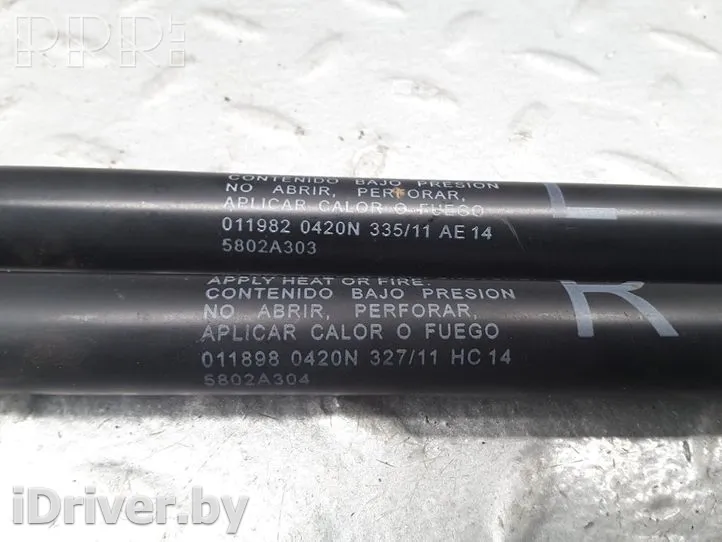 RRR
CONTENIDO BAJO PRESION
NO ABRIR, PERFORAR,
APLICAR CALOR O FUEGO
011982 0420N 335/11 AE 14
5802A303
L
APPLY HEAT OR FIRE.
CONTENIDO BAJO PRESION
NO ABRIR, PERFORAR,
APLICAR CALOR O FUEGO
011898 0420N 327/11 HC 14
5802A304
R
iDriver.by